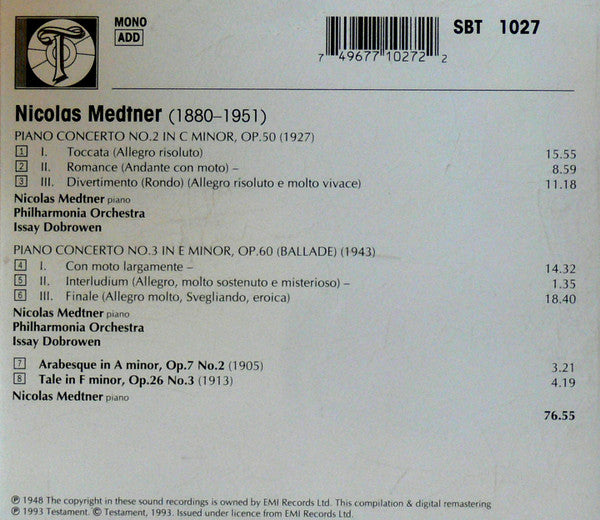 MONO
ADD
SBT 1027
7 49677 10272 2
T
Nicolas Medtner (1880–1951)
PIANO CONCERTO NO.2 IN C MINOR, OP.50 (1927)
1 I. Toccata (Allegro risoluto) 15.55
2 II. Romance (Andante con moto) – 8.59
3 III. Divertimento (Rondo) (Allegro risoluto e molto vivace) 11.18
Nicolas Medtner piano
Philharmonia Orchestra
Issay Dobrowen
PIANO CONCERTO NO.3 IN E MINOR, OP.60 (BALLADE) (1943)
4 I. Con moto largamente – 14.32
5 II. Interludium (Allegro, molto sostenuto e misterioso) – 1.35
6 III. Finale (Allegro molto, Svegliando, eroica) 18.40
Nicolas Medtner piano
Philharmonia Orchestra
Issay Dobrowen
7 Arabesque in A minor, Op.7 No.2 (1905) 3.21
8 Tale in F minor, Op.26 No.3 (1913) 4.19
Nicolas Medtner piano
76.55
℗ 1948 The copyright in these sound recordings is owned by EMI Records Ltd. This compilation & digital remastering
℗ 1993 Testament. © Testament, 1993. Issued under licence from EMI Records Ltd.